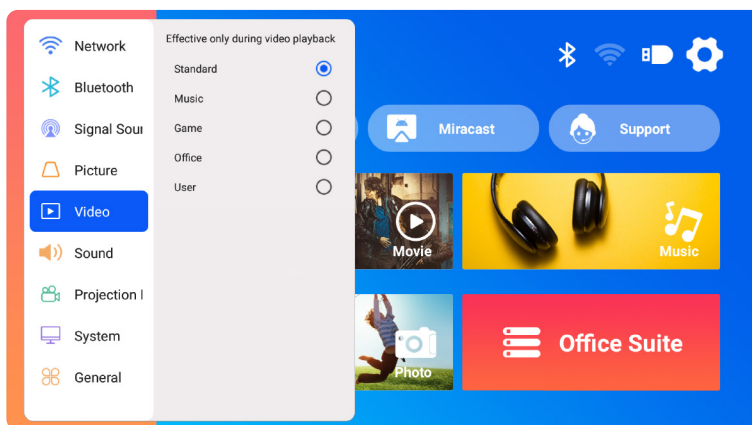 Network
Bluetooth
Signal Sour
Picture
Video
Sound
Projection I
System
General
Effective only during video playback
Standard
Music
Game
Office
User
Miracast
Support
Movie
Music
Photo
Office Suite